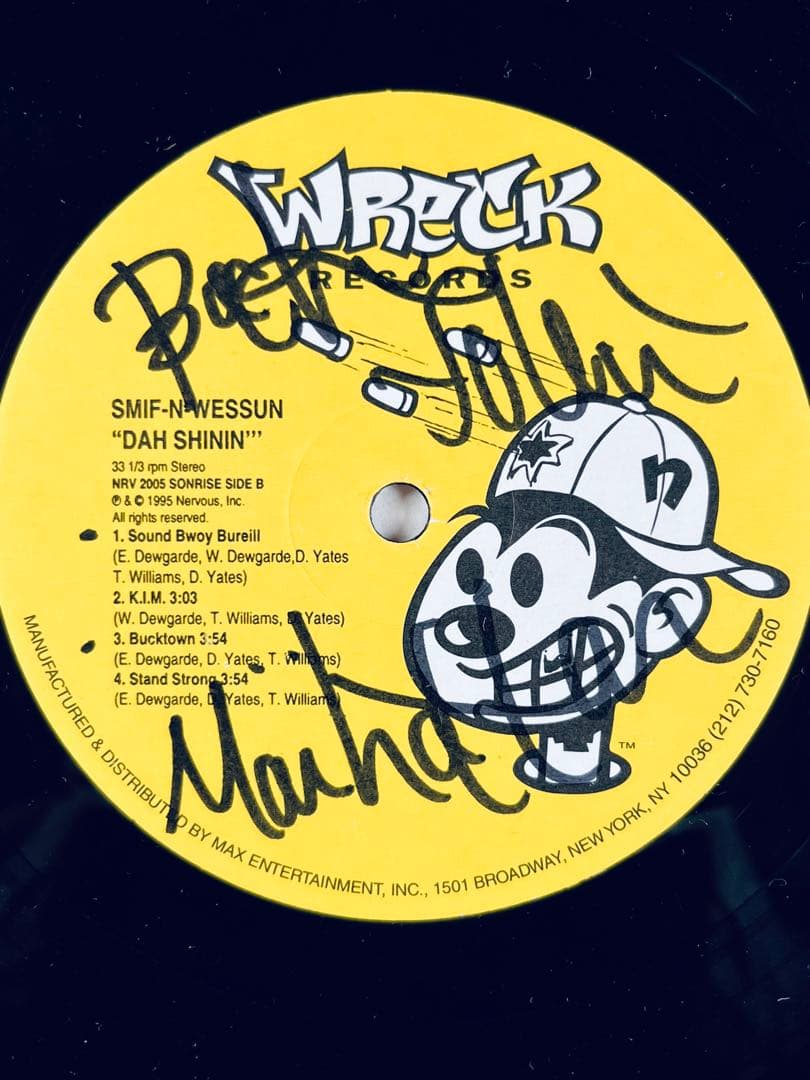 WRECK
RECORDS
n
SMIF-N-WESSUN
"DAH SHININ'"
33 1/3 rpm Stereo
NRV 2005 SONRISE SIDE B
℗ & © 1995 Nervous, Inc.
All rights reserved.
1. Sound Bwoy Bureill
(E. Dewgarde, W. Dewgarde,D. Yates
T. Williams, D. Yates)
2. K.I.M. 3:03
(W. Dewgarde, T. Williams, D. Yates)
3. Bucktown 3:54
(E. Dewgarde, D. Yates, T. Williams)
4. Stand Strong 3:54
(E. Dewgarde, D. Yates, T. Williams)
TM
MANUFACTURED & DISTRIBUTED BY MAX ENTERTAINMENT, INC., 1501 BROADWAY, NEW YORK, NY 10036 (212) 730-7160